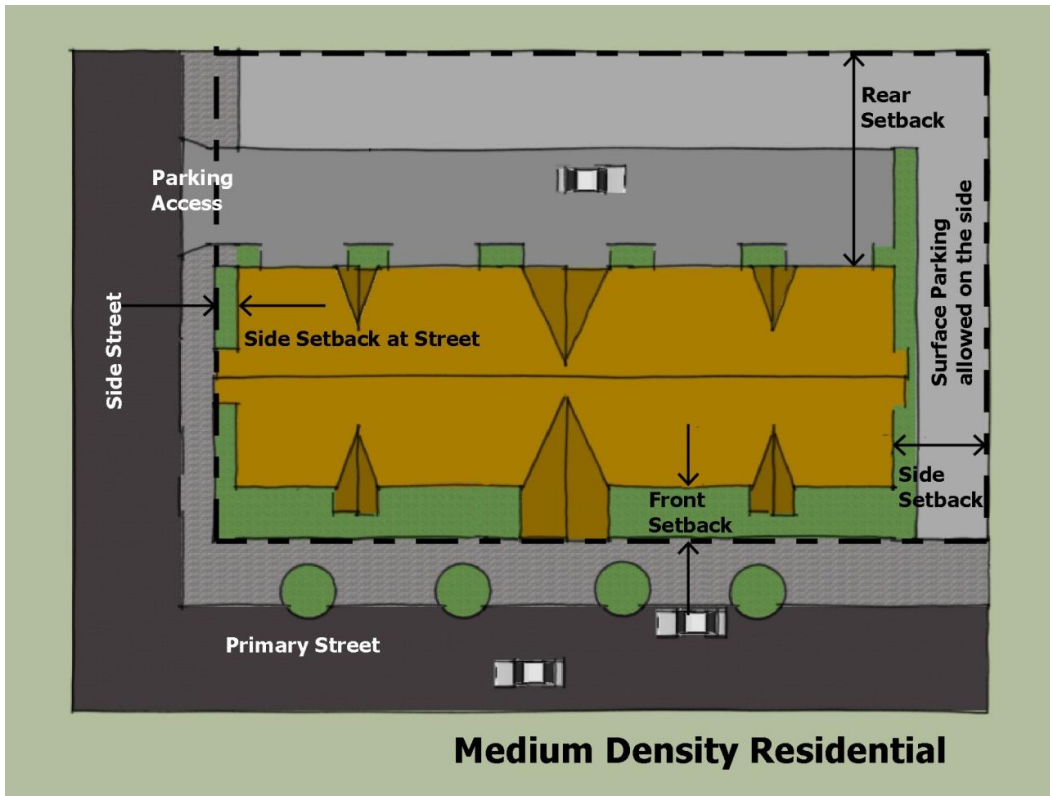 Rear
Setback
Parking
Access
Surface Parking
allowed on the side
Side Street
Side Setback at Street
Side
Setback
Front
Setback
Primary Street
Medium Density Residential